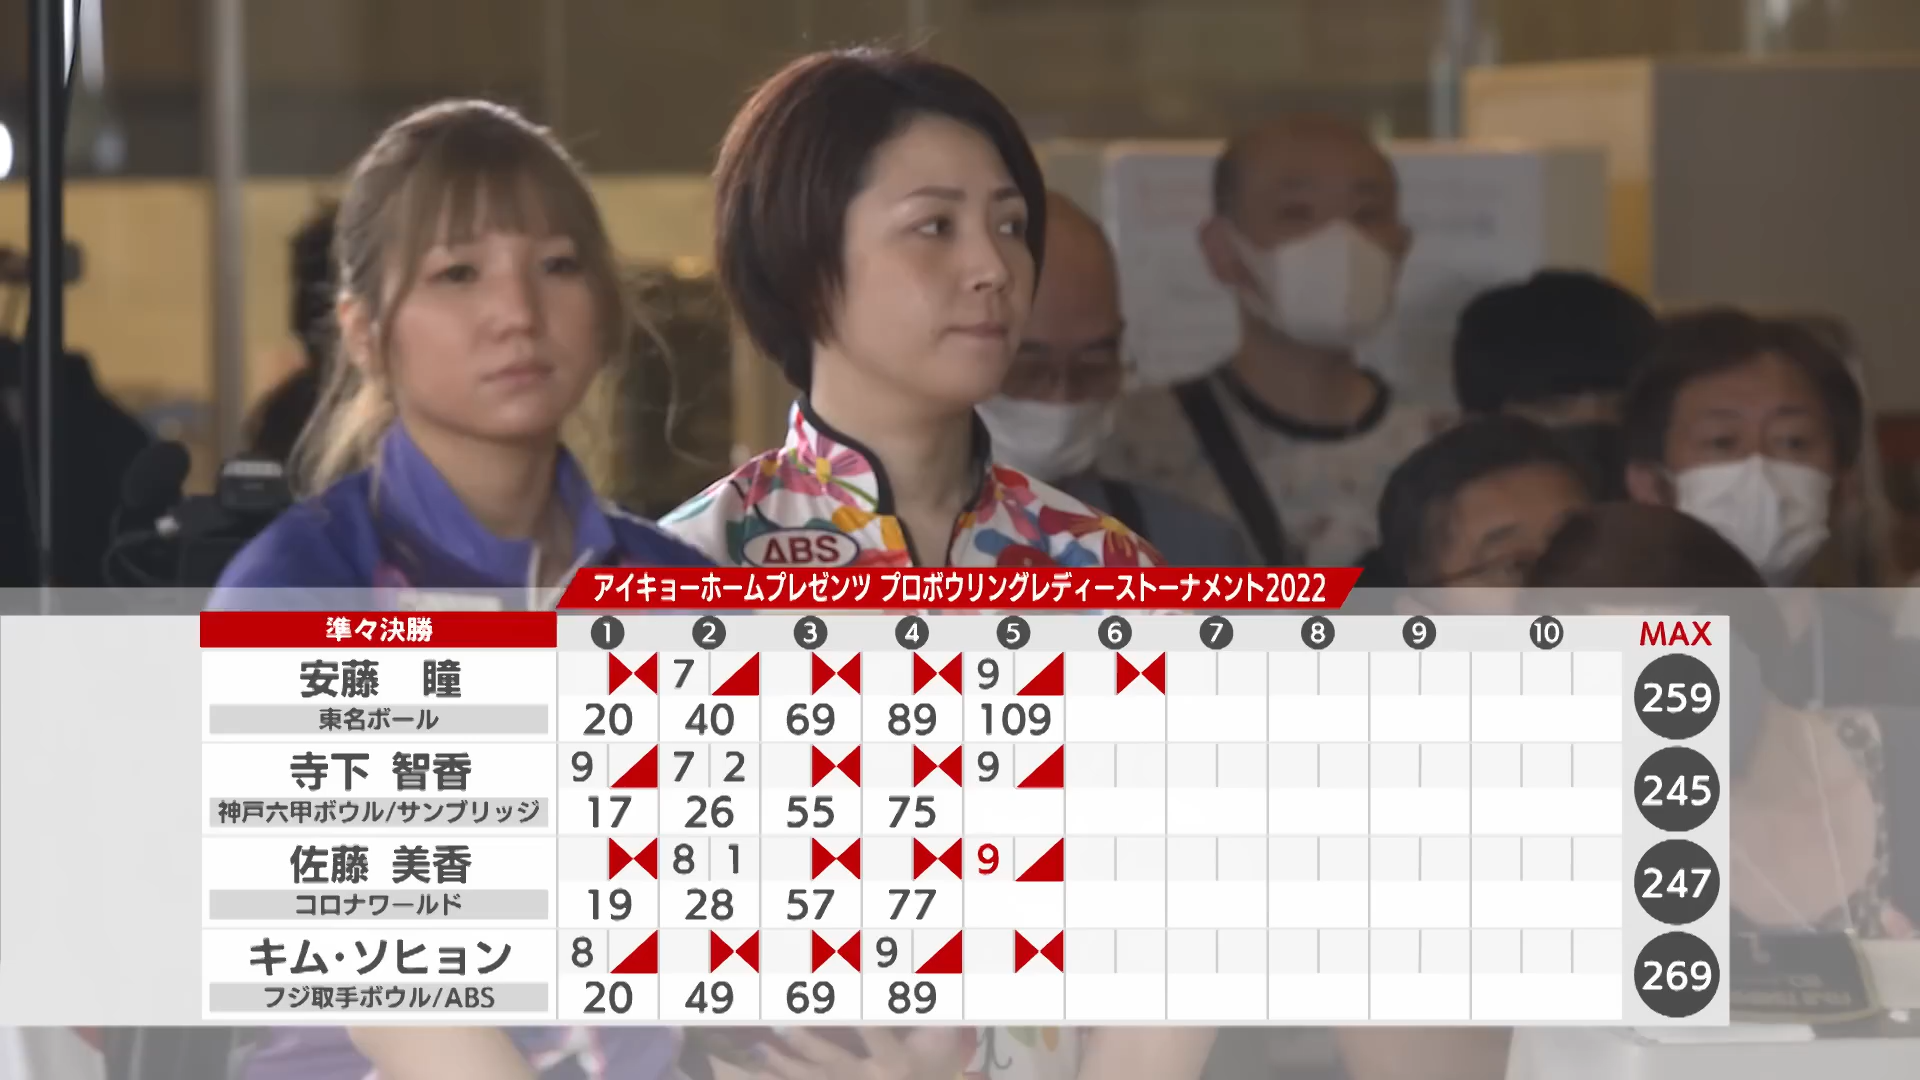 ABS
アイキョーホームプレゼンツ プロボウリングレディーストーナメント2022
準々決勝 1 2 3 4 5 6 7 8 9 10 MAX
安藤 瞳 7 9
東名ボール 20 40 69 89 109 259
寺下 智香 9 7 2 9
神戸六甲ボウル/サンブリッジ 17 26 55 75 245
佐藤 美香 8 1 9
コロナワールド 19 28 57 77 247
キム・ソヒョン 8 9
フジ取手ボウル/ABS 20 49 69 89 269